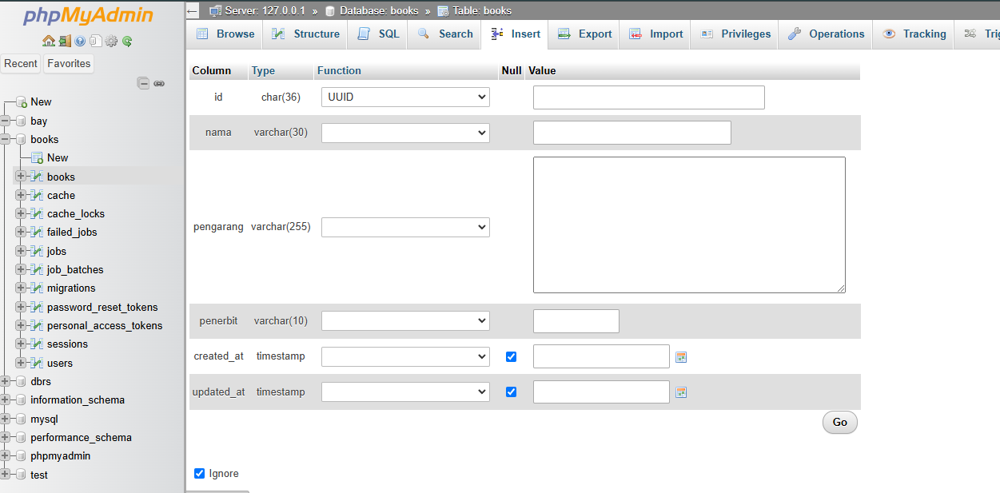 phpMyAdmin
Recent Favorites
New
bay
books
New
books
cache
cache_locks
failed_jobs
jobs
job_batches
migrations
password_reset_tokens
personal_access_tokens
sessions
users
dbrs
information_schema
mysql
performance_schema
phpmyadmin
test
Server: 127.0.0.1 » Database: books » Table: books
Browse Structure SQL Search Insert Export Import Privileges Operations Tracking Trig
Column Type Function Null Value
id char(36) UUID
nama varchar(30)
pengarang varchar(255)
penerbit varchar(10)
created_at timestamp
updated_at timestamp
Go
Ignore